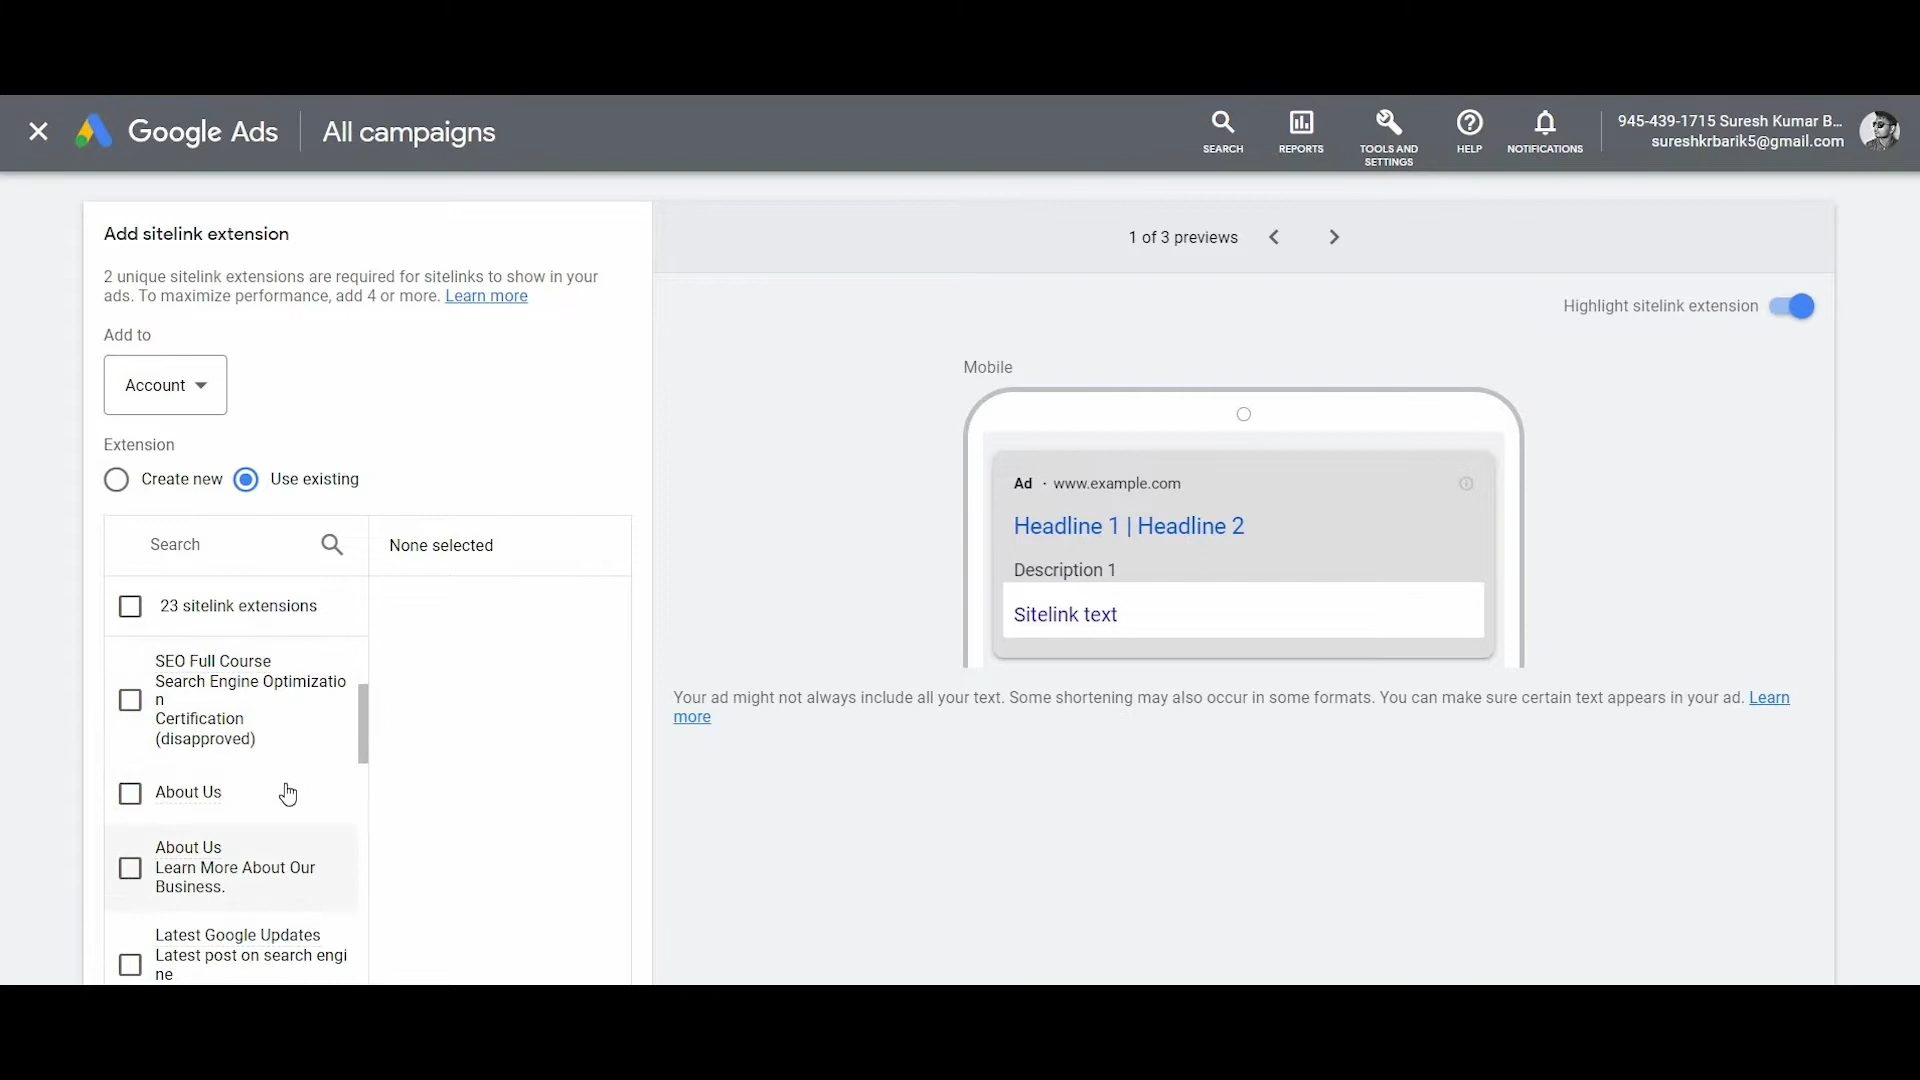 Google Ads
All campaigns
SEARCH
REPORTS
TOOLS AND
SETTINGS
HELP
NOTIFICATIONS
945-439-1715 Suresh Kumar B...
sureshkrbarik5@gmail.com
Add sitelink extension
2 unique sitelink extensions are required for sitelinks to show in your
ads. To maximize performance, add 4 or more. Learn more
Add to
Account
Extension
Create new
Use existing
Search
None selected
23 sitelink extensions
SEO Full Course
Search Engine Optimizatio
n
Certification
(disapproved)
About Us
About Us
Learn More About Our
Business.
Latest Google Updates
Latest post on search engi
ne
1 of 3 previews
Highlight sitelink extension
Mobile
Ad · www.example.com
Headline 1 | Headline 2
Description 1
Sitelink text
Your ad might not always include all your text. Some shortening may also occur in some formats. You can make sure certain text appears in your ad. Learn
more